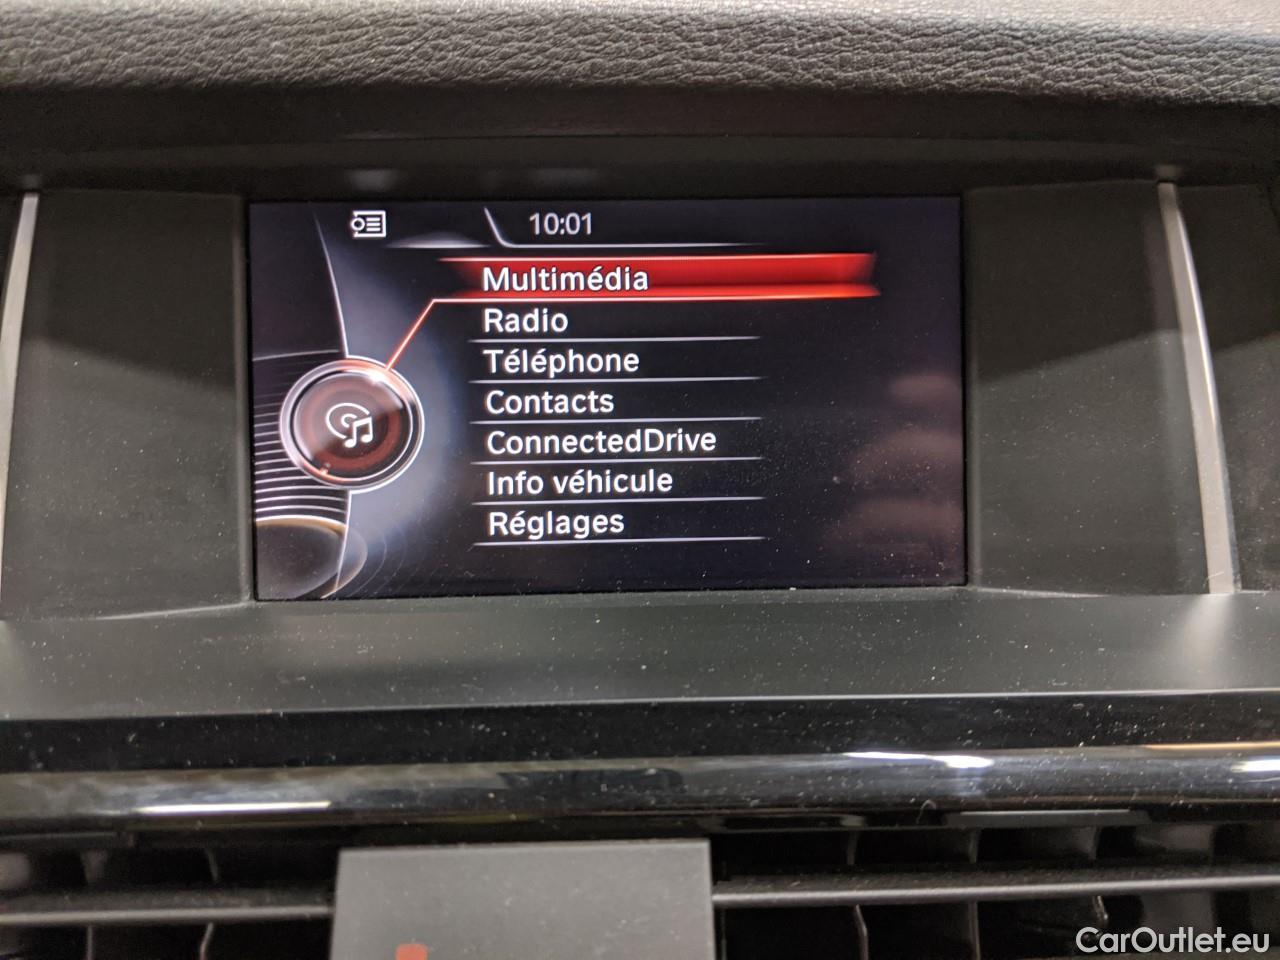 10:01
Multimédia
Radio
Téléphone
Contacts
ConnectedDrive
Info véhicule
Réglages
CarOutlet.eu